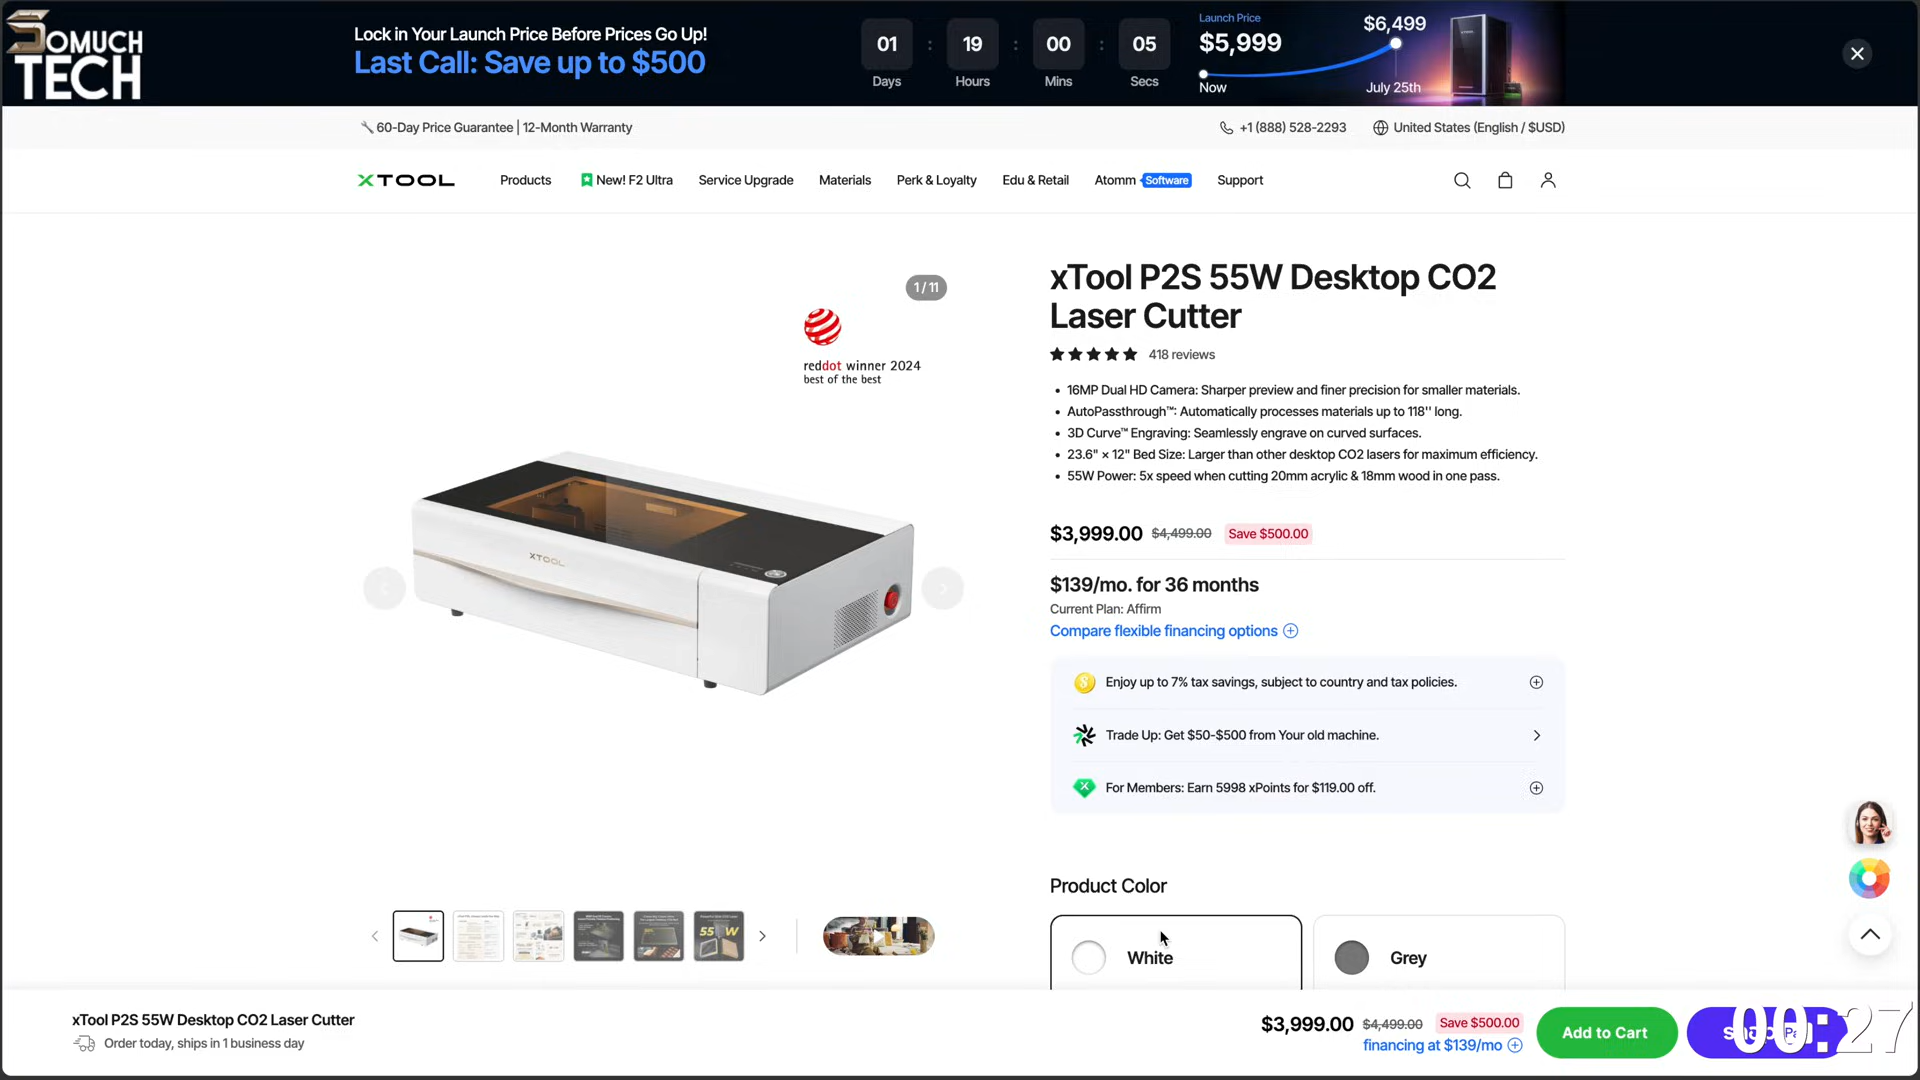 SOMUCH
TECH
Lock in Your Launch Price Before Prices Go Up!
Last Call: Save up to $500
01 : 19 : 00 : 05
Days Hours Mins Secs
Launch Price
$5,999
$6,499
Now
July 25th
60-Day Price Guarantee | 12-Month Warranty
+1 (888) 528-2293
United States (English / $USD)
XTOOL
Products
New! F2 Ultra
Service Upgrade
Materials
Perk & Loyalty
Edu & Retail
Atomm Software
Support
1 / 11
reddot winner 2024
best of the best
XTOOL
xTool P2S 55W Desktop CO2
Laser Cutter
418 reviews
• 16MP Dual HD Camera: Sharper preview and finer precision for smaller materials.
• AutoPassthrough™: Automatically processes materials up to 118'' long.
• 3D Curve™ Engraving: Seamlessly engrave on curved surfaces.
• 23.6" × 12" Bed Size: Larger than other desktop CO2 lasers for maximum efficiency.
• 55W Power: 5x speed when cutting 20mm acrylic & 18mm wood in one pass.
$3,999.00 $4,499.00 Save $500.00
$139/mo. for 36 months
Current Plan: Affirm
Compare flexible financing options
Enjoy up to 7% tax savings, subject to country and tax policies.
Trade Up: Get $50-$500 from Your old machine.
For Members: Earn 5998 xPoints for $119.00 off.
Product Color
White
Grey
55 W
xTool P2S 55W Desktop CO2 Laser Cutter
Order today, ships in 1 business day
$3,999.00 $4,499.00 Save $500.00
financing at $139/mo
Add to Cart
00:27